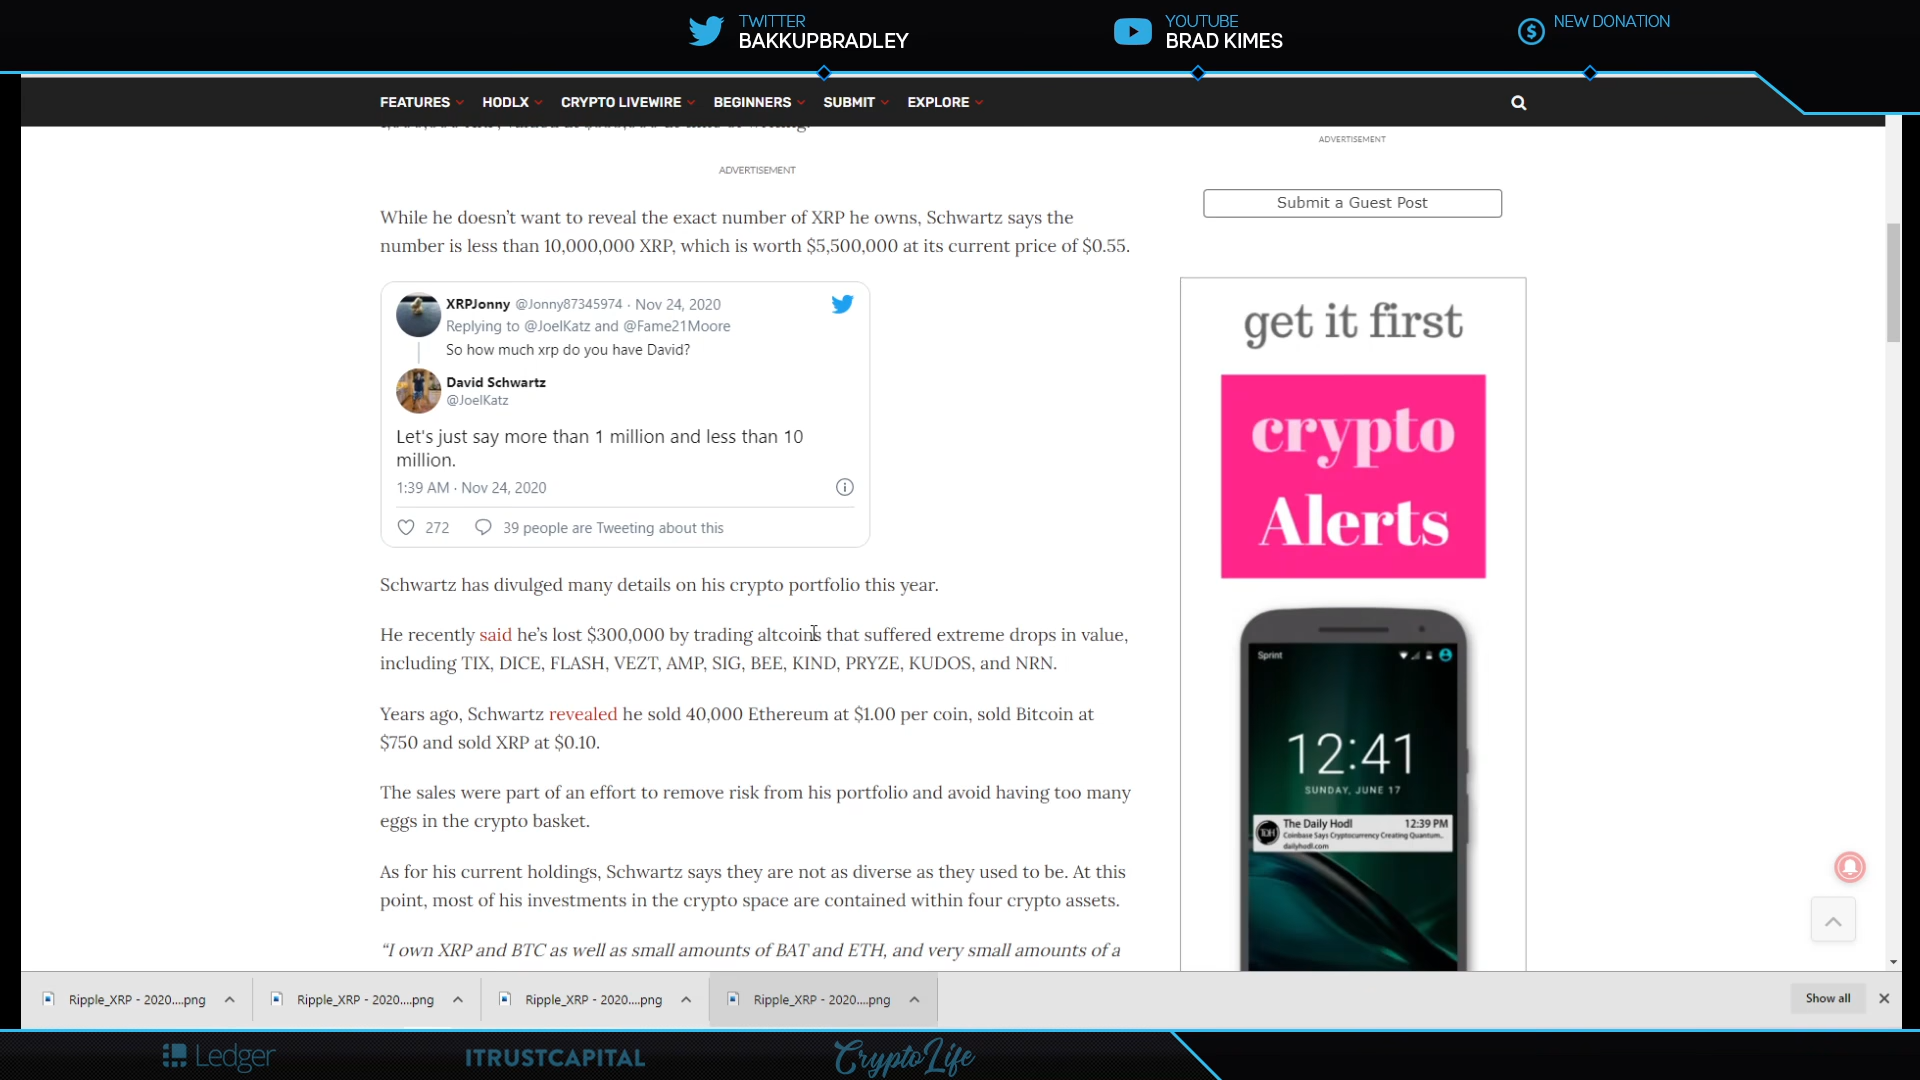 TWITTER
BAKKUPBRADLEY
YOUTUBE
BRAD KIMES
NEW DONATION
FEATURES HODLX CRYPTO LIVEWIRE BEGINNERS SUBMIT EXPLORE
ADVERTISEMENT
ADVERTISEMENT
While he doesn't want to reveal the exact number of XRP he owns, Schwartz says the
number is less than 10,000,000 XRP, which is worth $5,500,000 at its current price of $0.55.
XRPJonny @Jonny87345974 · Nov 24, 2020
Replying to @JoelKatz and @Fame21Moore
So how much xrp do you have David?
David Schwartz
@JoelKatz
Let's just say more than 1 million and less than 10
million.
1:39 AM · Nov 24, 2020
272 39 people are Tweeting about this
Schwartz has divulged many details on his crypto portfolio this year.
He recently said he's lost $300,000 by trading altcoins that suffered extreme drops in value,
including TIX, DICE, FLASH, VEZT, AMP, SIG, BEE, KIND, PRYZE, KUDOS, and NRN.
Years ago, Schwartz revealed he sold 40,000 Ethereum at $1.00 per coin, sold Bitcoin at
$750 and sold XRP at $0.10.
The sales were part of an effort to remove risk from his portfolio and avoid having too many
eggs in the crypto basket.
As for his current holdings, Schwartz says they are not as diverse as they used to be. At this
point, most of his investments in the crypto space are contained within four crypto assets.
“I own XRP and BTC as well as small amounts of BAT and ETH, and very small amounts of a
Submit a Guest Post
get it first
crypto
Alerts
Sprint
12:41
SUNDAY, JUNE 17
TDH
The Daily Hodl 12:39 PM
Coinbase Says Cryptocurrency Creating Quantum...
dailyhodl.com
Ripple_XRP - 2020....png
Ripple_XRP - 2020....png
Ripple_XRP - 2020....png
Ripple_XRP - 2020....png
Show all
Ledger
ITRUSTCAPITAL
CryptoLife